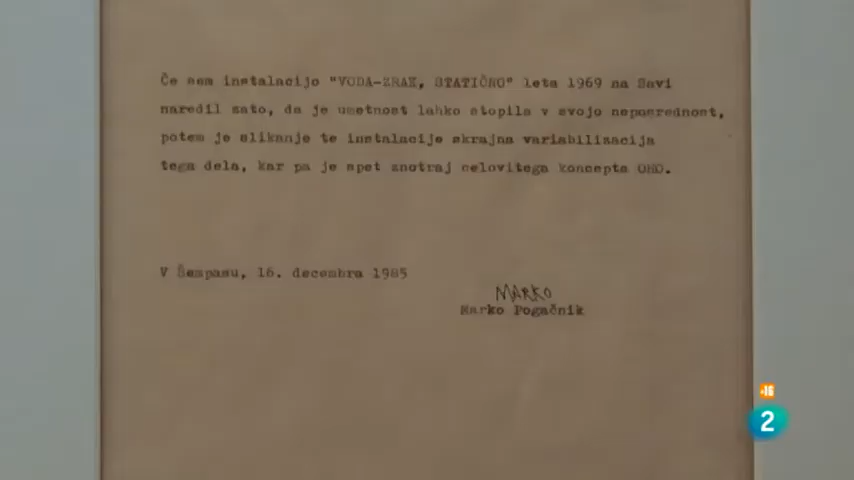 Če sem instalacijo "VODA-ZRAK, STATIČNO" leta 1969 na Savi
naredil zato, da je umetnost lahko stopila v svojo neposrednost,
potem je slikanje te instalacije skrajna variabilizacija
tega dela, kar pa je spet znotraj celovitega koncepta OHO.
V Šempasu, 16. decembra 1985
MARKO
Marko Pogačnik
+16
2